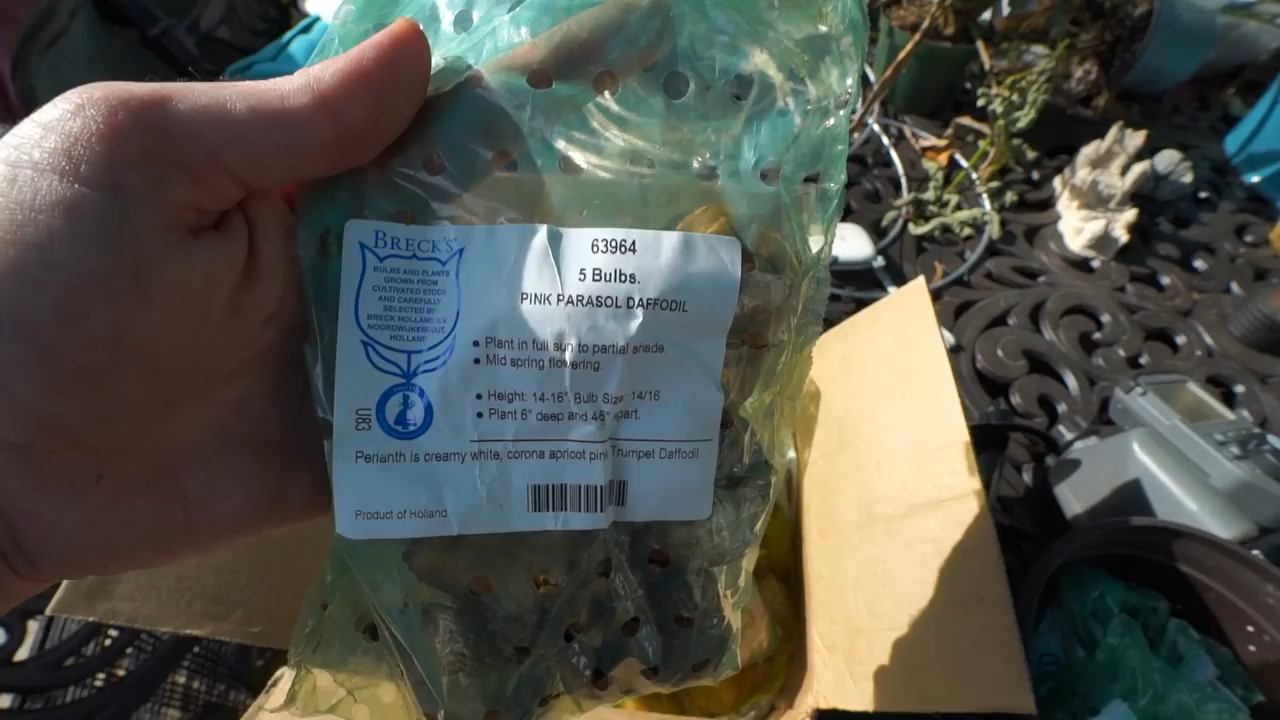 BRECK'S
BULBS AND PLANTS
GROWN FROM
CULTIVATED STOCK
AND CAREFULLY
SELECTED BY
BRECK HOLLAND B.V.
NOORDWIJKERHOUT,
HOLLAND
U83
63964
5 Bulbs.
PINK PARASOL DAFFODIL
• Plant in full sun to partial shade.
• Mid spring flowering.
• Height: 14-16" Bulb Size: 14/16
• Plant 6" deep and apart.
Perianth is creamy white, corona apricot pink Trumpet Daffodil.
Product of Holland